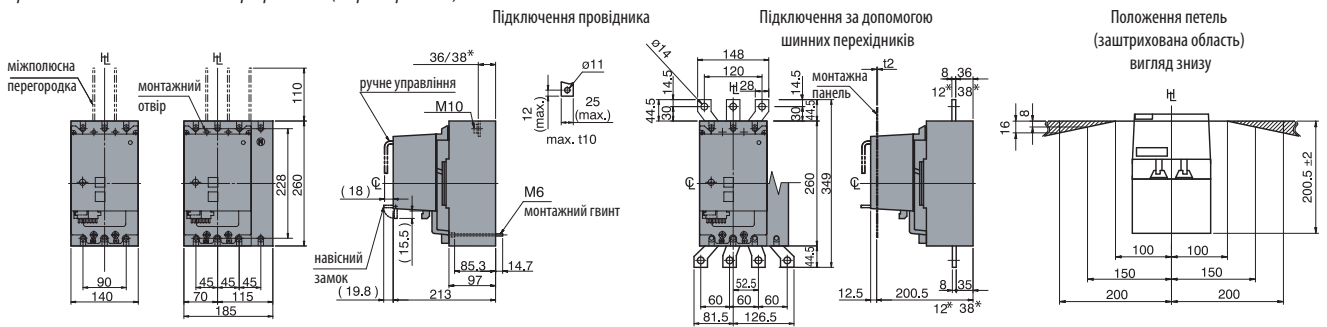 Підключення провідника
Підключення за допомогою
шинних перехідників
Положення петель
(заштрихована область)
вигляд знизу
міжполюсна
перегородка
монтажний
отвір
110
228
260
90
140
45
45
45
70
115
185
36/38*
ручне управління
M10
ø11
12
(max.)
25
(max.)
max. t10
(18)
(15.5)
M6
монтажний гвинт
навісний
замок
85.3
14.7
97
(19.8)
213
ø14
148
120
28
44.5
14.5
30
14.5
30
44.5
260
349
44.5
52.5
60
60
60
81.5
126.5
t2
монтажна
панель
8
36
12*
38*
12.5
200.5
8
35
12*
38*
16
8
200.5 ±2
100
100
150
150
200
200